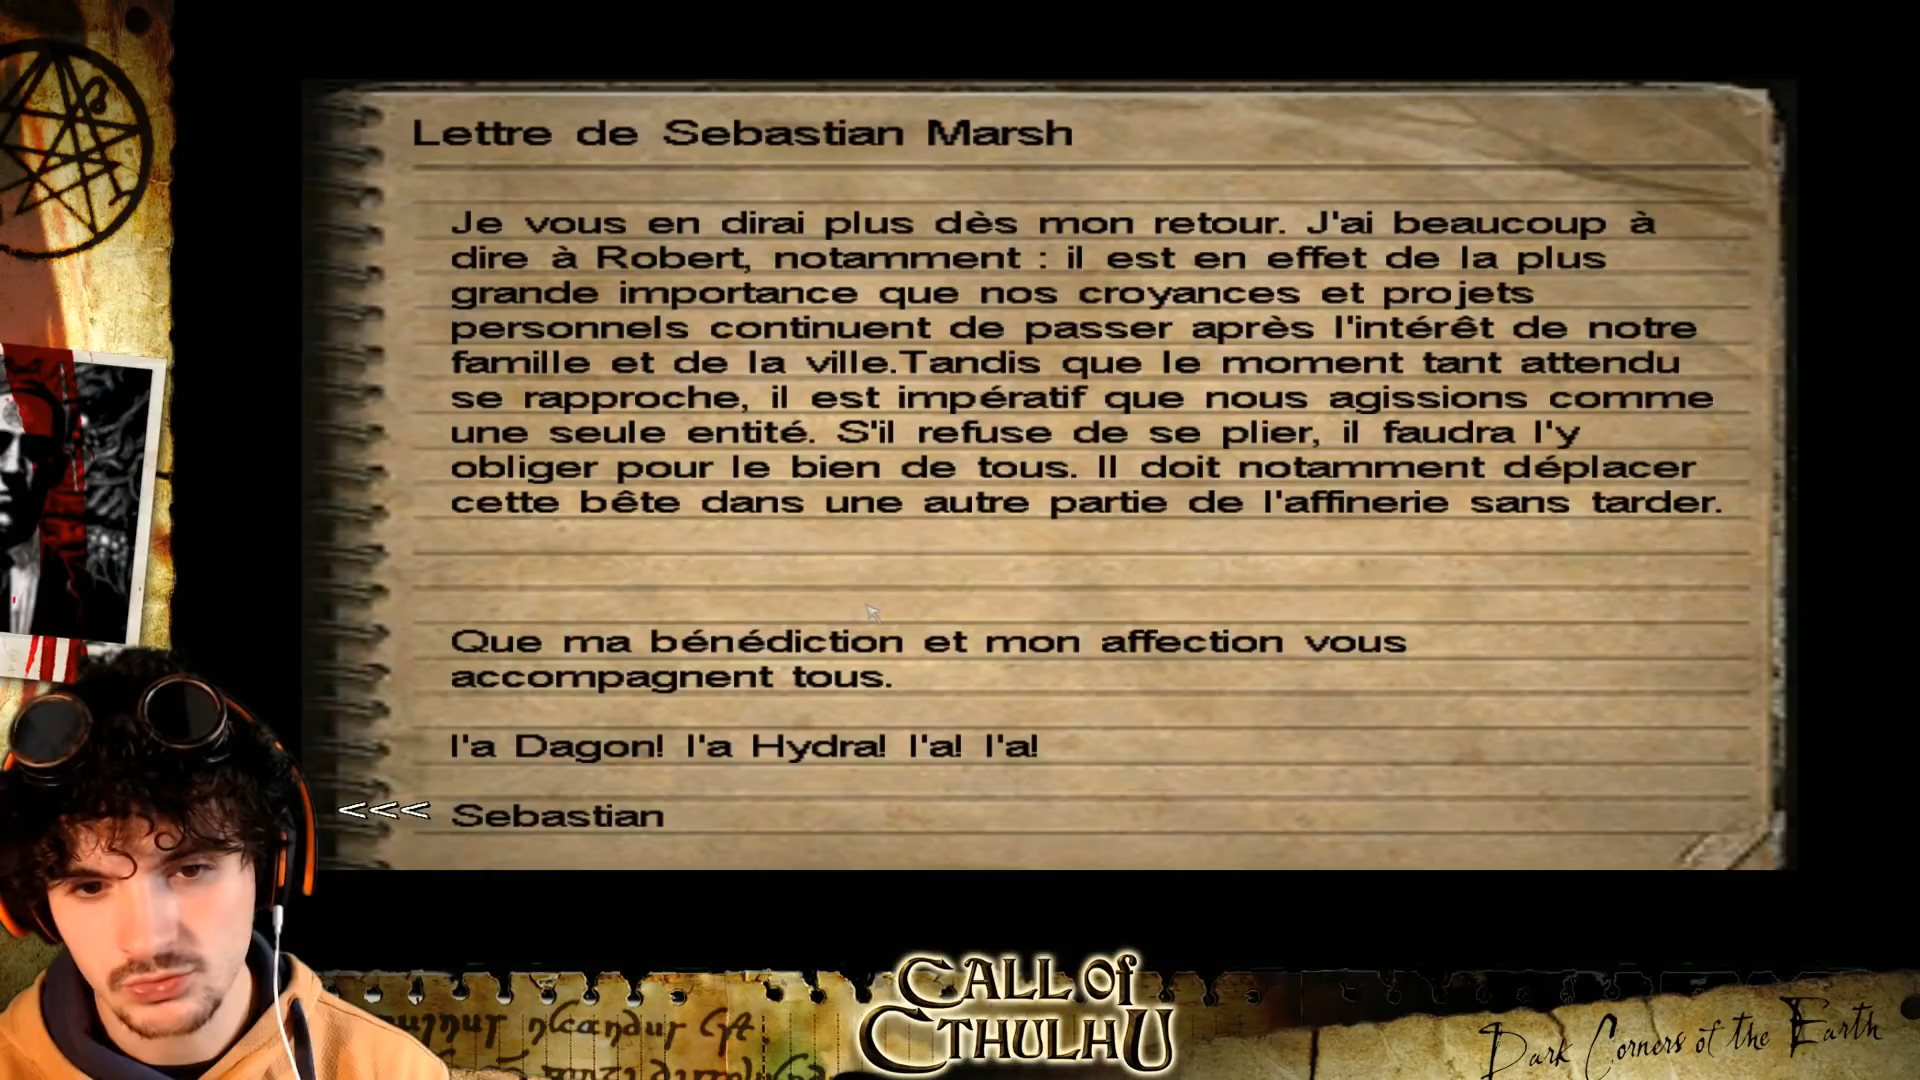 Lettre de Sebastian Marsh
Je vous en dirai plus dès mon retour. J'ai beaucoup à
dire à Robert, notamment : il est en effet de la plus
grande importance que nos croyances et projets
personnels continuent de passer après l'intérêt de notre
famille et de la ville.Tandis que le moment tant attendu
se rapproche, il est impératif que nous agissions comme
une seule entité. S'il refuse de se plier, il faudra l'y
obliger pour le bien de tous. Il doit notamment déplacer
cette bête dans une autre partie de l'affinerie sans tarder.
Que ma bénédiction et mon affection vous
accompagnent tous.
I'a Dagon! I'a Hydra! I'a! I'a!
<<< Sebastian
CALL of
CTHULHU
Dark Corners of the Earth